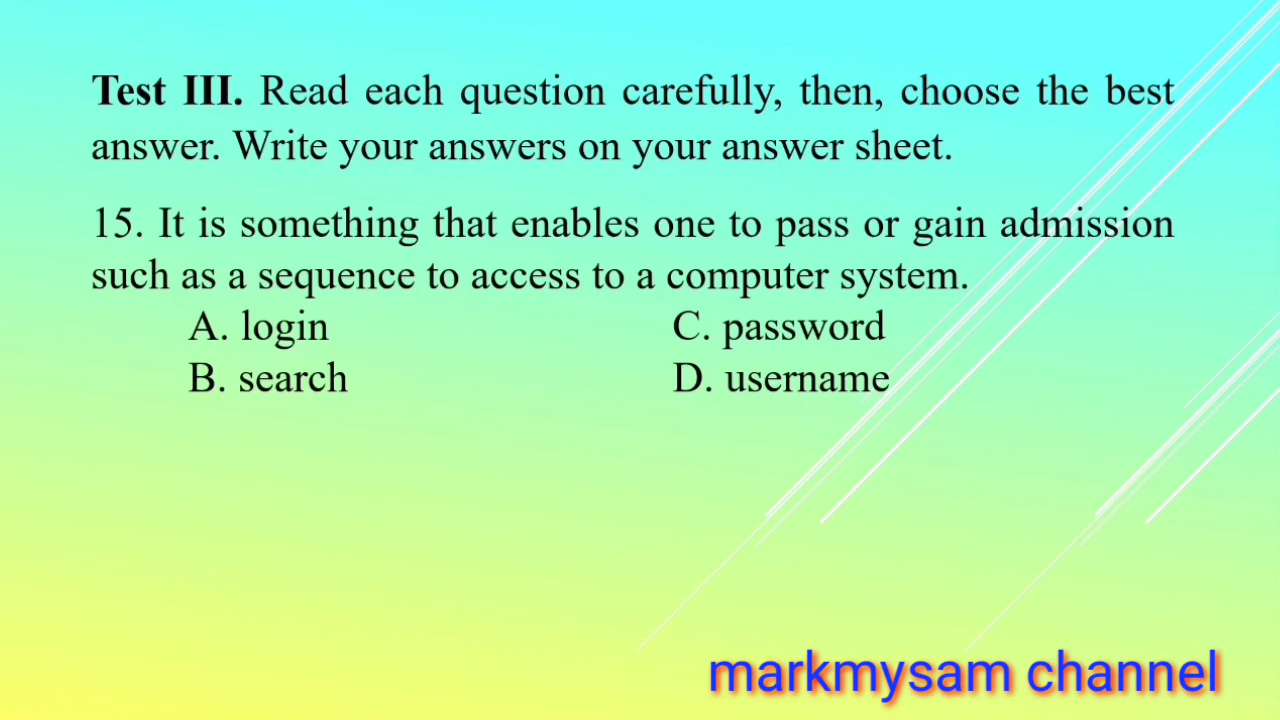 Test III. Read each question carefully, then, choose the best
answer. Write your answers on your answer sheet.
15. It is something that enables one to pass or gain admission
such as a sequence to access to a computer system.
A. login C. password
B. search D. username
markmysam channel